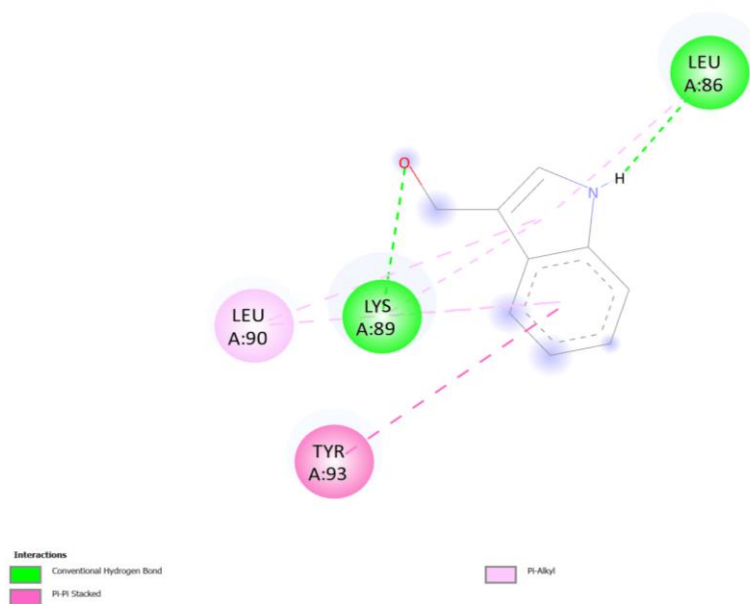 LEU
A:86
O
H
N
LEU
A:90
LYS
A:89
TYR
A:93
Interactions
Conventional Hydrogen Bond
Pi-Pi Stacked
Pi-Alkyl